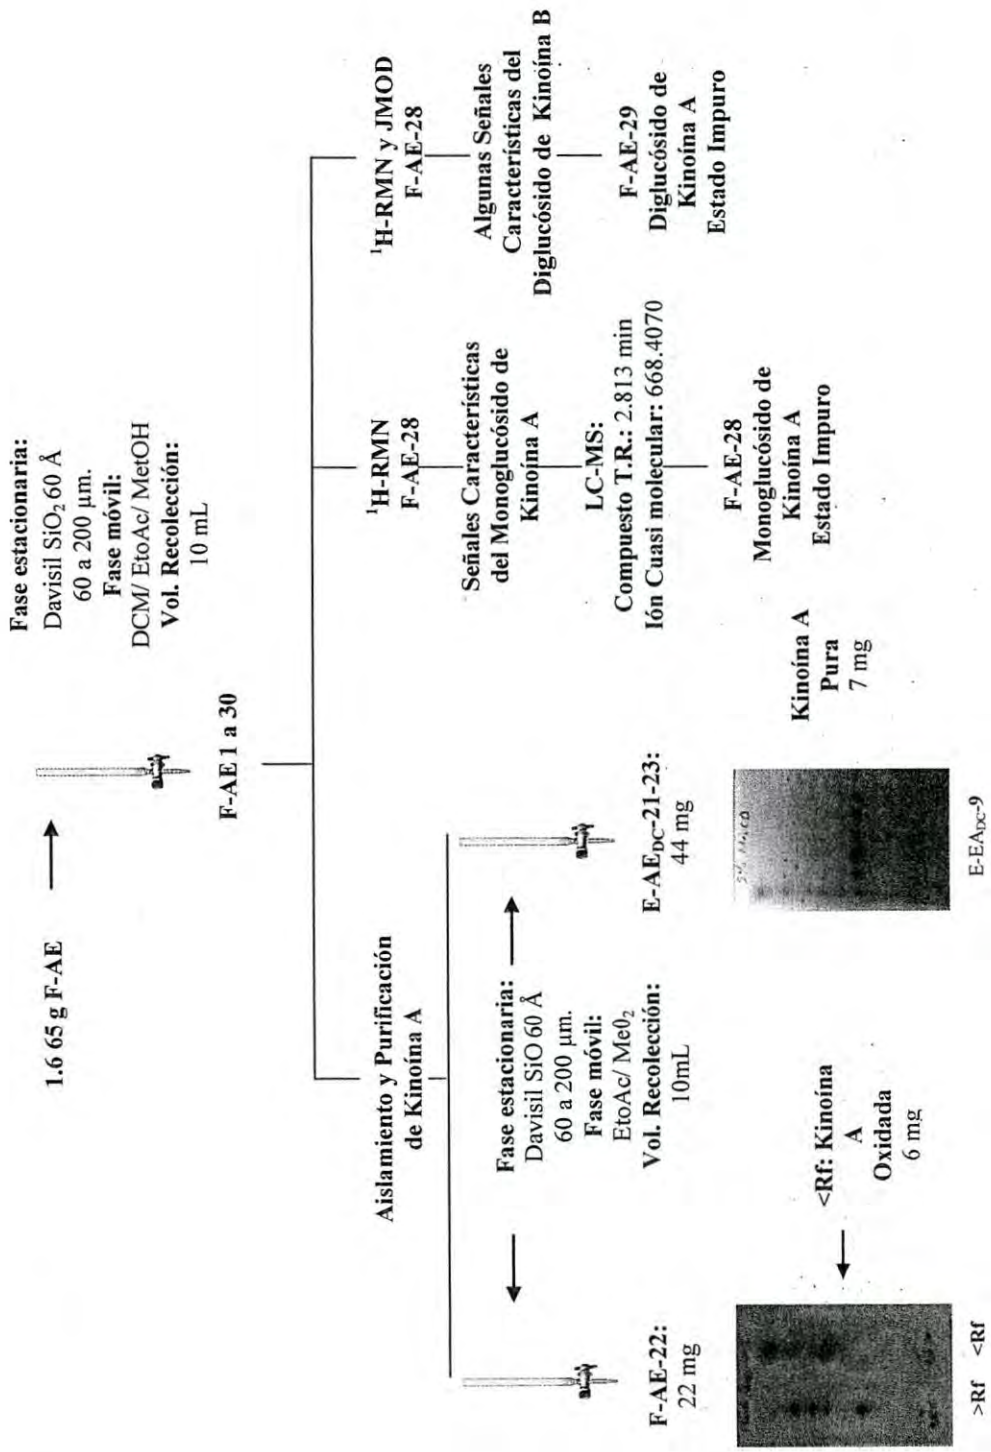 1.6 65 g F-AE
Fase estacionaria:
Davisil SiO₂ 60 Å
60 a 200 µm.
Fase móvil:
DCM/ EtoAc/ MetOH
Vol. Recolección:
10 mL
F-AE 1 a 30
Aislamiento y Purificación
de Kinoína A
Fase estacionaria:
Davisil SiO 60 Å
60 a 200 µm.
Fase móvil:
EtoAc/ Me0₂
Vol. Recolección:
10mL
F-AE-22:
22 mg
>Rf <Rf
<Rf: Kinoína
A
Oxidada
6 mg
E-AE_DC-21-23:
44 mg
E-EA_DC-9
Kinoína A
Pura
7 mg
¹H-RMN
F-AE-28
Señales Características
del Monoglucósido de
Kinoína A
LC-MS:
Compuesto T.R.: 2.813 min
Ión Cuasi molecular: 668.4070
F-AE-28
Monoglucósido de
Kinoína A
Estado Impuro
¹H-RMN y JMOD
F-AE-28
Algunas Señales
Características del
Diglucósido de Kinoína B
F-AE-29
Diglucósido de
Kinoína A
Estado Impuro